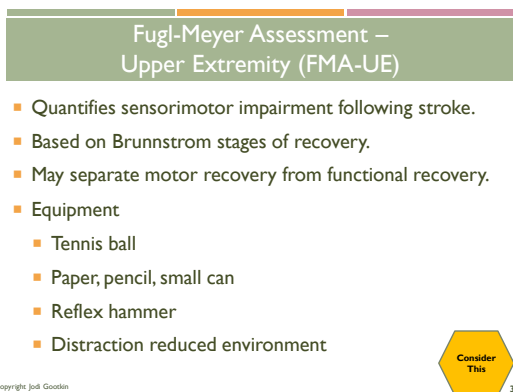 Fugl-Meyer Assessment –
Upper Extremity (FMA-UE)
Quantifies sensorimotor impairment following stroke.
Based on Brunnstrom stages of recovery.
May separate motor recovery from functional recovery.
Equipment
Tennis ball
Paper, pencil, small can
Reflex hammer
Distraction reduced environment
Consider
This
opyright Jodi Gootkin